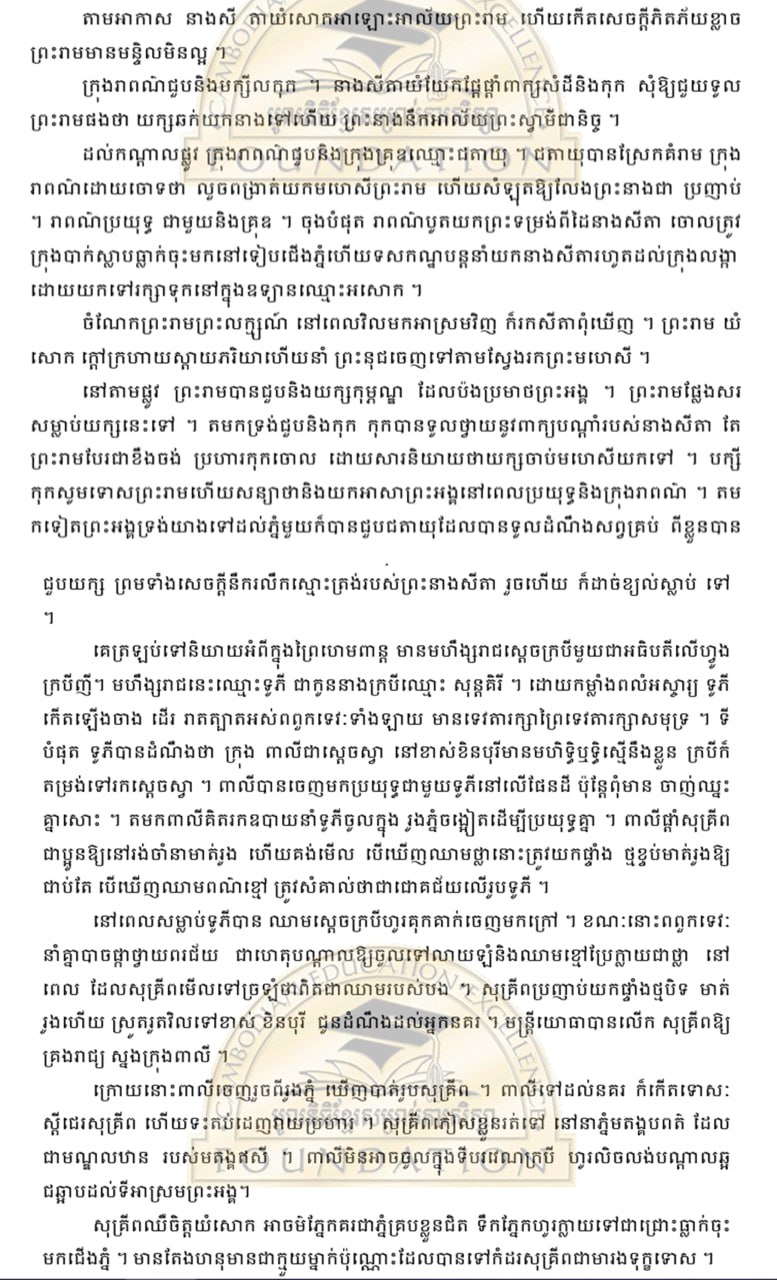 តាមអាកាស នាងសី តាយំសោកអាឡោះអាល័យព្រះរាម ហើយកើតសេចក្តីភិតភ័យខ្លាច
ព្រះរាមមានមន្ទិលមិនល្អ ។
ក្រុងរាពណ៍ជួបនិងមក្សីលកុក ។ នាងសីតាយំយែកផ្តែផ្តាំពាក្យសំដីនិងកុក សុំឱ្យជួយទូល
ព្រះរាមផងថា យក្សឆក់យកនាងទៅហើយ ព្រះនាងនឹកអាល័យព្រះស្វាមីជានិច្ច ។
ដល់កណ្តាលផ្លូវ ក្រុងរាពណ៍ជួបនិងក្រុងគ្រុឌឈ្មោះជតាយុ ។ ជតាយុបានស្រែកគំរាម ក្រុង
រាពណ៍ដោយចោទថា លួចពង្រាត់យកមហេសីព្រះរាម ហើយសំឡុតឱ្យលែងព្រះនាងជា ប្រញាប់
។ រាពណ៍ប្រយុទ្ធ ជាមួយនិងគ្រុឌ ។ ចុងបំផុត រាពណ៍បូតយកព្រះទម្រង់ពីដៃនាងសីតា ចោលត្រូវ
ក្រុងបាក់ស្លាបធ្លាក់ចុះមកនៅទៀបជើងភ្នំហើយទសកណ្ឋបន្តនាំយកនាងសីតារហូតដល់ក្រុងលង្កា
ដោយយកទៅរក្សាទុកនៅក្នុងឧទ្យានឈ្មោះអសោក ។
ចំណែកព្រះរាមព្រះលក្សណ៍ នៅពេលវិលមកអាស្រមវិញ ក៏រកសីតាពុំឃើញ ។ ព្រះរាម យំ
សោក ក្តៅក្រហាយស្តាយភរិយាហើយនាំ ព្រះនុជចេញទៅតាមស្វែងរកព្រះមហេសី ។
នៅតាមផ្លូវ ព្រះរាមបានជួបនិងយក្សកុម្ភណ្ឌ ដែលប៉ងប្រមាថព្រះអង្គ ។ ព្រះរាមផ្លែងសរ
សម្លាប់យក្សនេះទៅ ។ តមកទ្រង់ជួបនិងកុក កុកបានទូលថ្វាយនូវពាក្យបណ្តាំរបស់នាងសីតា តែ
ព្រះរាមបែរជាខឹងចង់ ប្រហារកុកចោល ដោយសារនិយាយថាយក្សចាប់មហេសីយកទៅ ។ បក្សី
កុកសូមទោសព្រះរាមហើយសន្យាថានិងយកអាសាព្រះអង្គនៅពេលប្រយុទ្ធនិងក្រុងរាពណ៍ ។ តម
កទៀតព្រះអង្គទ្រង់យាងទៅដល់ភ្នំមួយក៏បានជួបជតាយុដែលបានទូលដំណឹងសព្វគ្រប់ ពីខ្លួនបាន
ជួបយក្ស ព្រមទាំងសេចក្តីនឹករលឹកស្មោះត្រង់របស់ព្រះនាងសីតា រួចហើយ ក៏ដាច់ខ្យល់ស្លាប់ ទៅ
។
គេត្រឡប់ទៅនិយាយអំពីក្នុងព្រៃហេមពាន្ត មានមហឹង្សរាជស្តេចក្របីមួយជាអធិបតីលើហ្វូង
ក្របីញី។ មហឹង្សរាជនេះឈ្មោះទូភី ជាកូននាងក្របីឈ្មោះ សុន្តគិរី ។ ដោយកម្លាំងពលំអស្ចារ្យ ទូភី
កើតឡើងចាង ដើរ រាតត្បាតអស់ពពួកទេវៈទាំងឡាយ មានទេវតារក្សាព្រៃទេវតារក្សាសមុទ្រ ។ ទី
បំផុត ទូភីបានដំណឹងថា ក្រុង ពាលីជាស្តេចស្វា នៅខាស់ខិនបុរីមានមហិទ្ធិឬទ្ធិស្មើនឹងខ្លួន ក្របីក៏
តម្រង់ទៅរកស្តេចស្វា ។ ពាលីបានចេញមកប្រយុទ្ធជាមួយទូភីនៅលើផែនដី ប៉ុន្តែពុំមាន ចាញ់ឈ្នះ
គ្នាសោះ ។ តមកពាលីគិតរកឧបាយនាំទូភីចូលក្នុង រូងភ្នំចង្អៀតដើម្បីប្រយុទ្ធគ្នា ។ ពាលីផ្តាំសុគ្រីព
ជាប្អូនឱ្យនៅរង់ចាំនាមាត់រូង ហើយគង់មើល បើឃើញឈាមផ្លានោះត្រូវយកផ្ទាំង ថ្មខ្ទប់មាត់រូងឱ្យ
ជាប់តែ បើឃើញឈាមពណ៌ខ្មៅ ត្រូវសំគាល់ថាជាជោគជ័យលើរូបទូភី ។
នៅពេលសម្លាប់ទូភីបាន ឈាមស្តេចក្របីហូរគុកគាក់ចេញមកក្រៅ ។ ខណៈនោះពពួកទេវៈ
នាំគ្នាបាចផ្កាថ្វាយពរជ័យ ជាហេតុបណ្តាលឱ្យចូលទៅលាយឡំនិងឈាមខ្មៅប្រែក្លាយជាផ្លា នៅ
ពេល ដែលសុគ្រីពមើលទៅច្រឡំថាពិតជាឈាមរបស់បង ។ សុគ្រីពប្រញាប់យកផ្ទាំងថ្មបិទ មាត់
រូងហើយ ស្រូតរូតវិលទៅខាស់ ខិនបុរី ជូនដំណឹងដល់អ្នកនគរ ។ មន្ត្រីយោធាបានលើក សុគ្រីពឱ្យ
គ្រងរាជ្យ ស្នងក្រុងពាលី ។
ក្រោយនោះពាលីចេញរួចពីរូងភ្នំ ឃើញបាត់រូបសុគ្រីព ។ ពាលីទៅដល់នគរ ក៏កើតទោសៈ
ស្តីជេរសុគ្រីព ហើយទះតប់ដេញវាយប្រហារ ។ សុគ្រីពភៀសខ្លួនរត់ទៅ នៅនាភ្នំមតង្គបពត៌ ដែល
ជាមណ្ឌលឋាន របស់មតង្គឥសី ។ ពាលីមិនអាចចូលក្នុងទីបរវេណក្របី ហូរលិចលង់បណ្តាលឆ្អ
ជឆ្អាបដល់ទីអាស្រមព្រះអង្គ។
សុគ្រីពឈឺចិត្តយំសោក អាចម៍ភ្នែកគរជាភ្នំគ្របខ្លួនជិត ទឹកភ្នែកហូរក្លាយទៅជាជ្រោះធ្លាក់ចុះ
មកជើងភ្នំ ។ មានតែងហនុមានជាក្មួយម្នាក់ប៉ុណ្ណោះដែលបានទៅកំដរសុគ្រីពជាមារងទុក្ខទោស ។